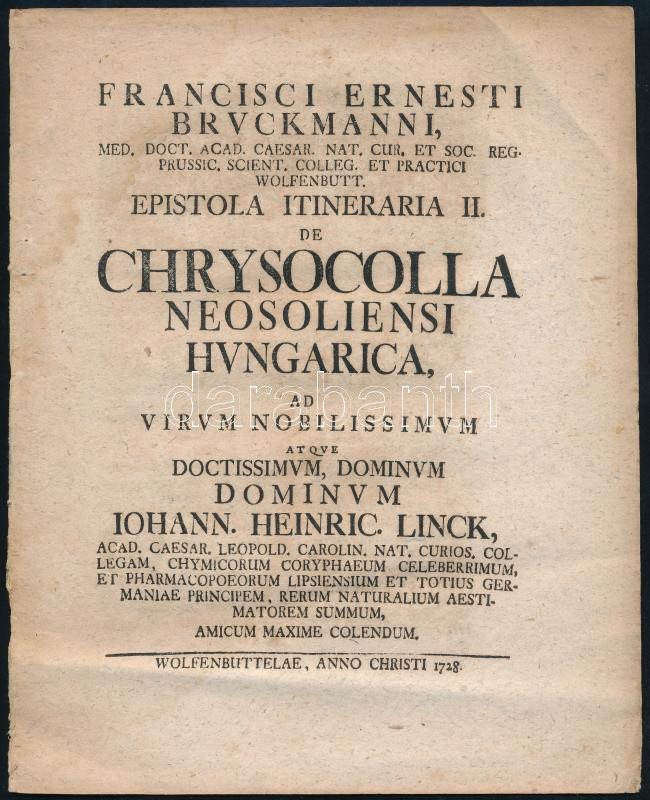 FRANCISCI ERNESTI
BRVCKMANNI,
MED. DOCT. ACAD. CAESAR. NAT. CUR. ET SOC. REG.
PRUSSIC. SCIENT. COLLEG. ET PRACTICI
WOLFENBUTT.
EPISTOLA ITINERARIA II.
DE
CHRYSOCOLLA
NEOSOLIENSI
HVNGARICA,
darabanth
AD
VIRVM NOBILISSIMVM
ATQVE
DOCTISSIMVM, DOMINVM
DOMINVM
IOHANN. HEINRIC. LINCK,
ACAD. CAESAR. LEOPOLD. CAROLIN. NAT. CURIOS. COL-
LEGAM, CHYMICORUM CORYPHAEUM CELEBERRIMUM,
ET PHARMACOPOEORUM LIPSIENSIUM ET TOTIUS GER-
MANIAE PRINCIPEM, RERUM NATURALIUM AESTI-
MATOREM SUMMUM,
AMICUM MAXIME COLENDUM.
WOLFENBUTTELAE, ANNO CHRISTI 1728.